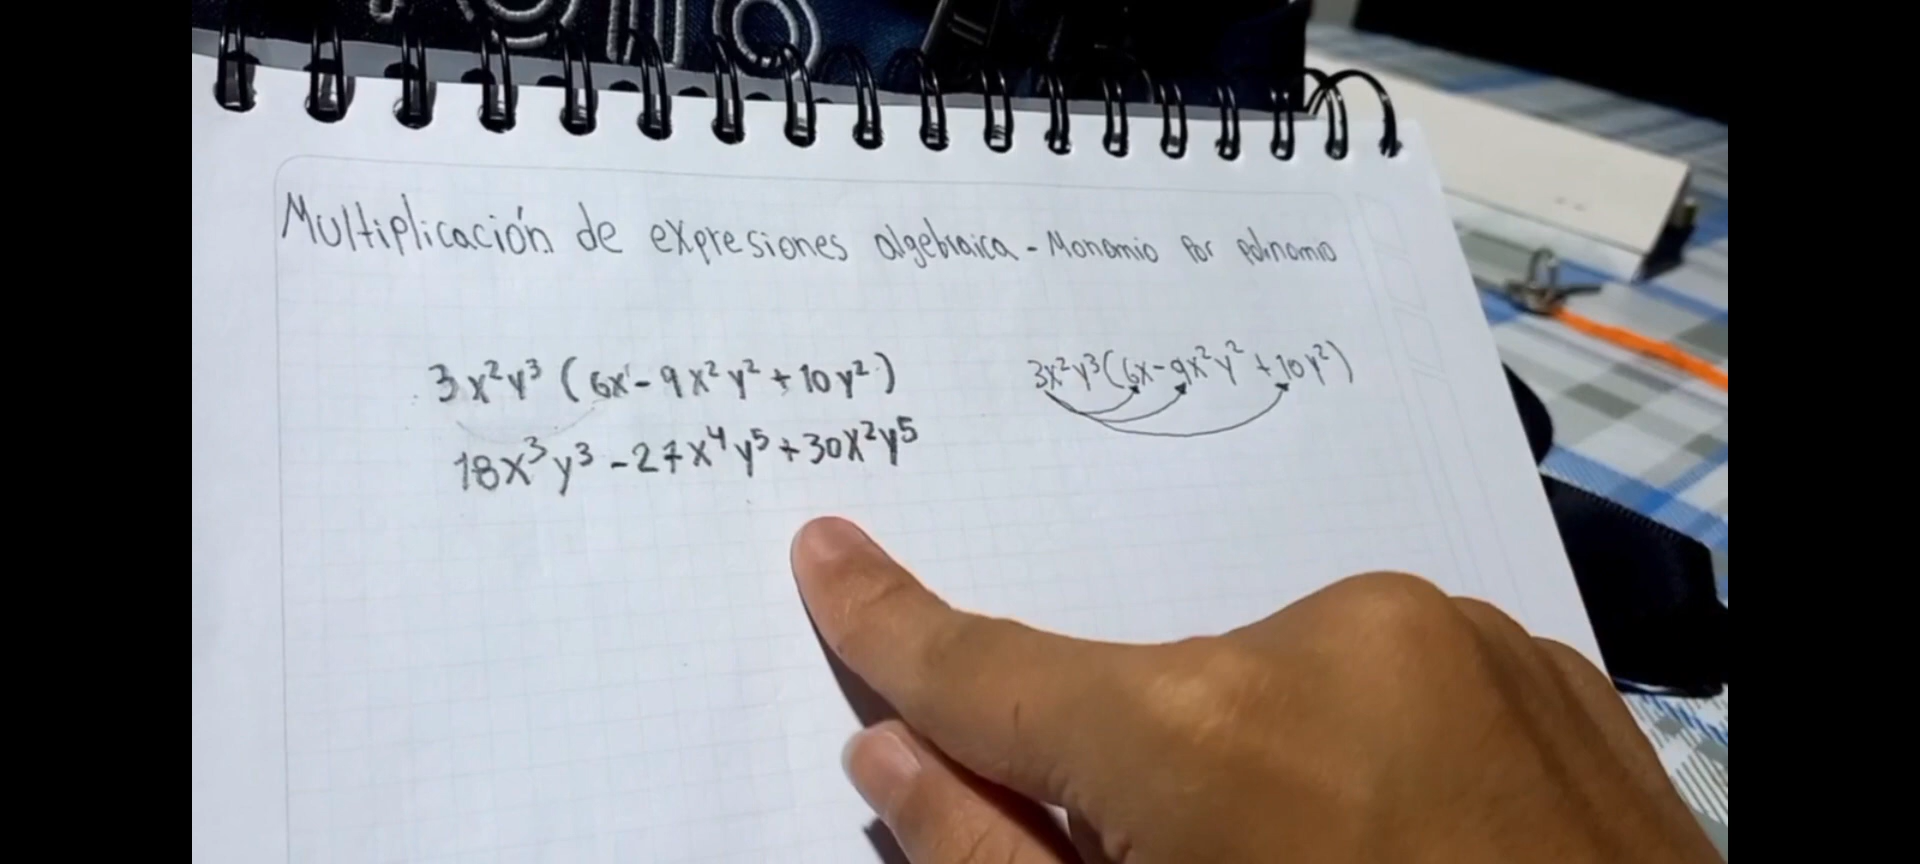 Multiplicación de expresiones algebraica - Monomio por polinomio
3x²y³ (6x¹ - 9x²y² + 10y²)
18x³y³ - 27x⁴y⁵ + 30x²y⁵
3x²y³(6x - 9x²y² + 10y²)